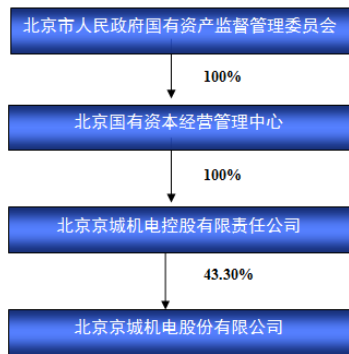 北京市人民政府国有资产监督管理委员会
100%
北京国有资本经营管理中心
100%
北京京城机电控股有限责任公司
43.30%
北京京城机电股份有限公司